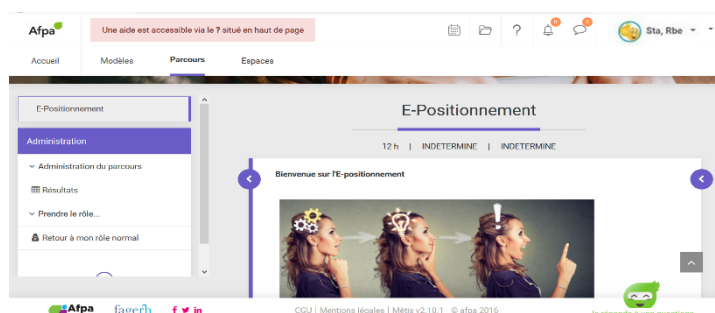 Afpa
Une aide est accessible via le ? situé en haut de page
Sta, Rbe
Accueil Modèles Parcours Espaces
E-Positionnement
Administration
Administration du parcours
Résultats
Prendre le rôle...
Retour à mon rôle normal
E-Positionnement
12 h | INDETERMINE | INDETERMINE
Bienvenue sur l'E-positionnement
Afpa fagerh
CGU | Mentions légales | Métis v2.10.1 © afpa 2016